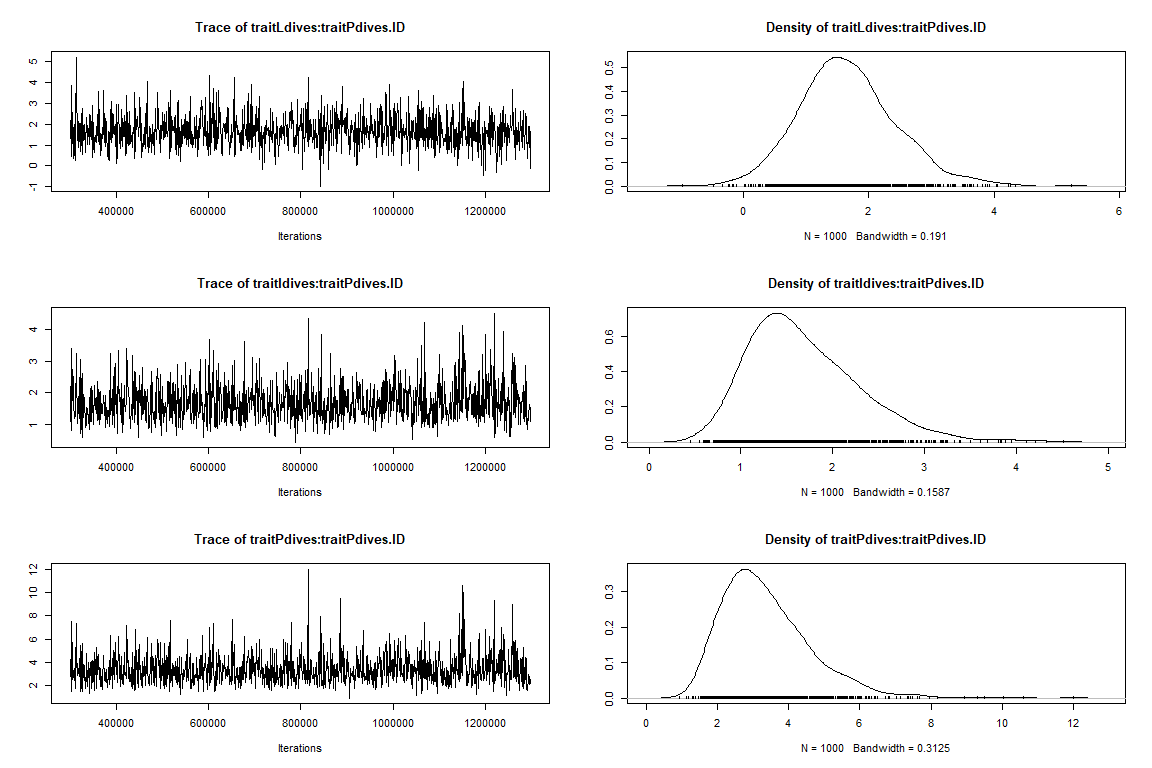 Trace of traitLdives:traitPdives.ID
5
4
3
2
1
0
-1
400000 600000 800000 1000000 1200000
Iterations
Density of traitLdives:traitPdives.ID
0.5
0.4
0.3
0.2
0.1
0.0
0 2 4 6
N = 1000 Bandwidth = 0.191
Trace of traitIdives:traitPdives.ID
4
3
2
1
400000 600000 800000 1000000 1200000
Iterations
Density of traitIdives:traitPdives.ID
0.6
0.4
0.2
0.0
0 1 2 3 4 5
N = 1000 Bandwidth = 0.1587
Trace of traitPdives:traitPdives.ID
12
10
8
6
4
2
400000 600000 800000 1000000 1200000
Iterations
Density of traitPdives:traitPdives.ID
0.3
0.2
0.1
0.0
0 2 4 6 8 10 12
N = 1000 Bandwidth = 0.3125